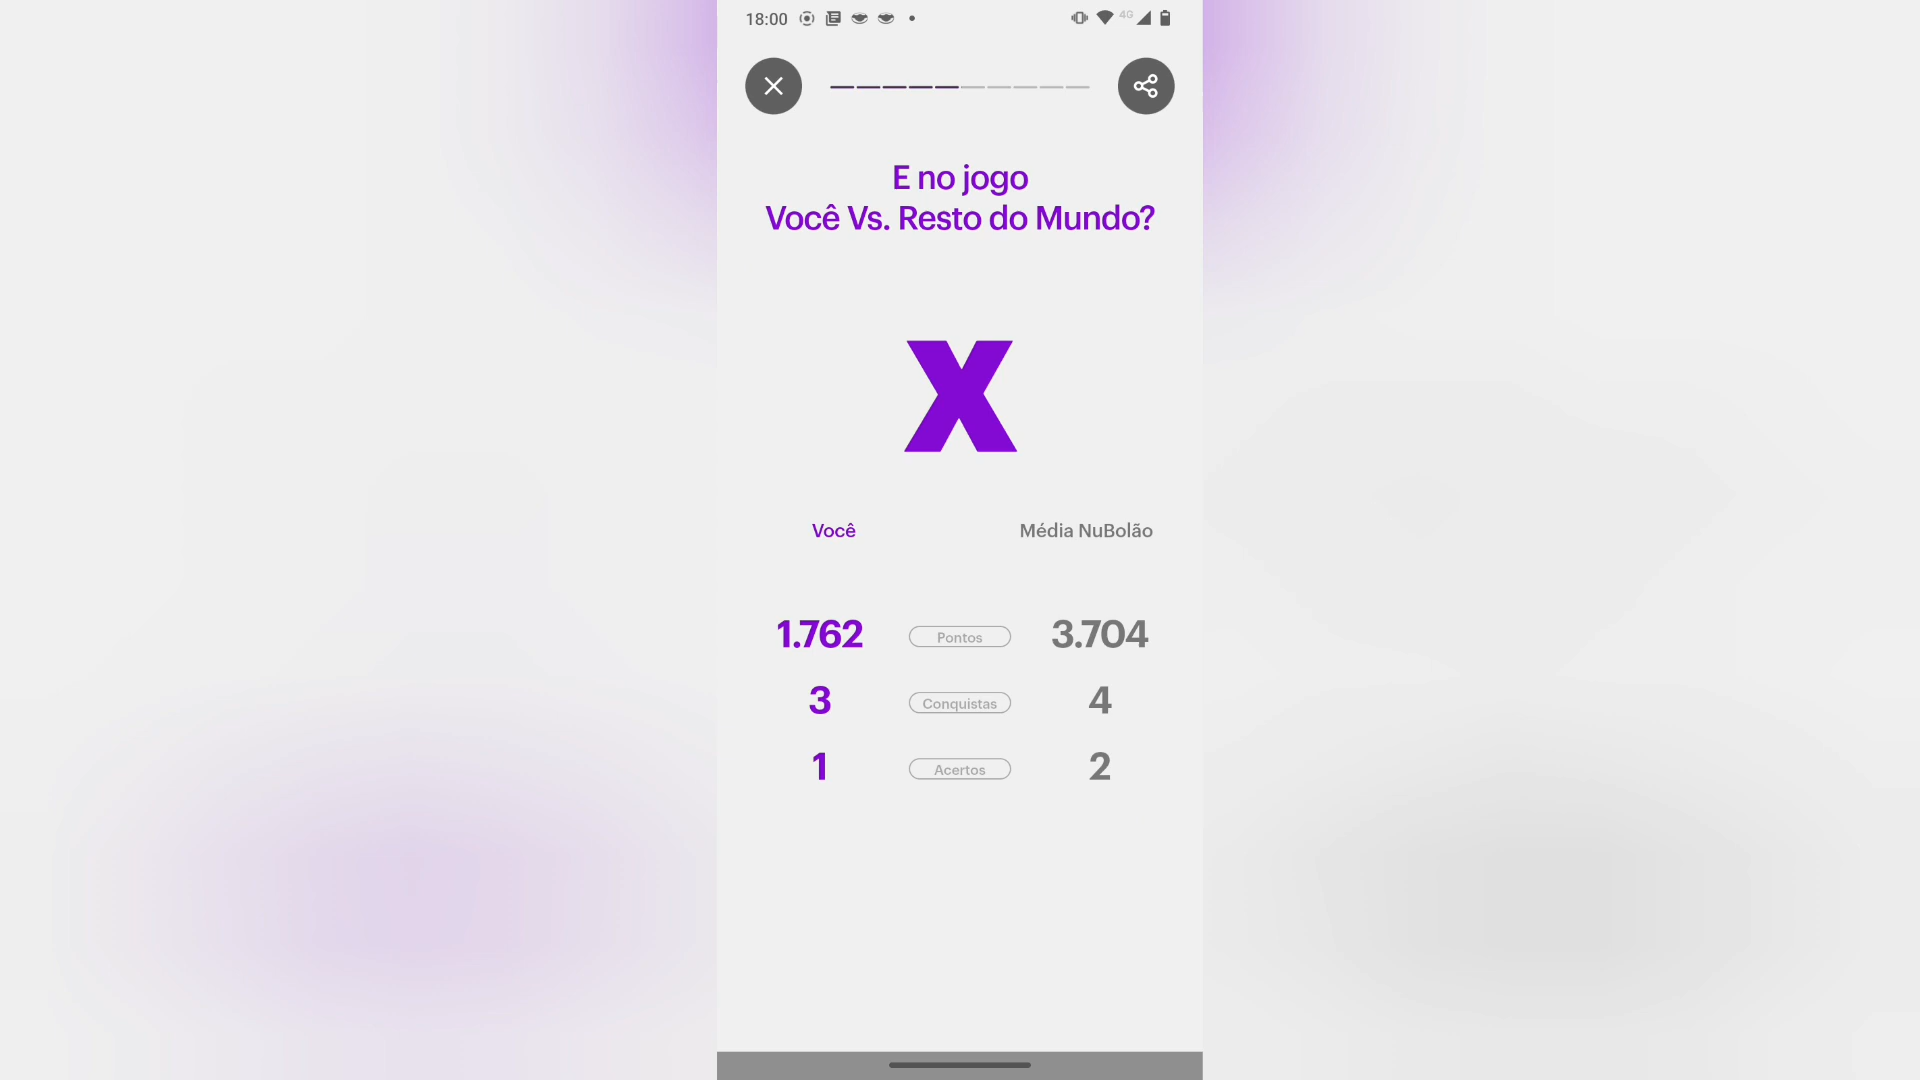 18:00
4G
E no jogo
Você Vs. Resto do Mundo?
X
Você Média NuBolão
1.762 Pontos 3.704
3 Conquistas 4
1 Acertos 2